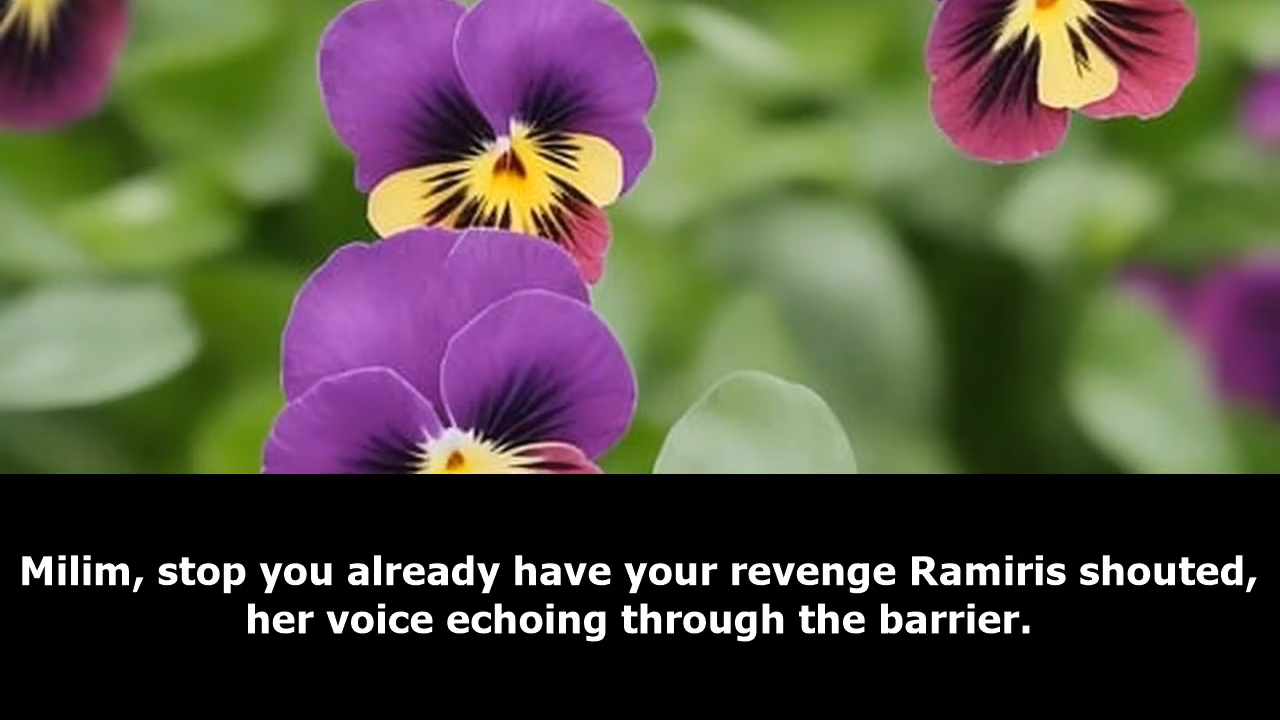 Milim, stop you already have your revenge Ramiris shouted,
her voice echoing through the barrier.